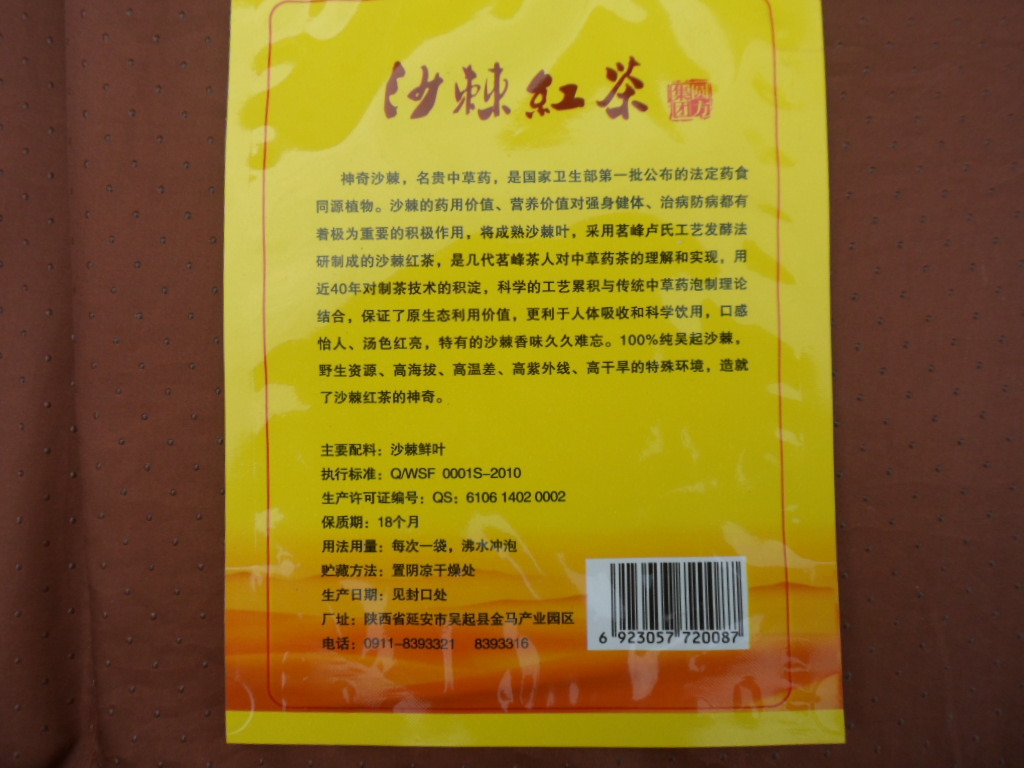 沙棘紅茶
圆方
集团
神奇沙棘，名贵中草药，是国家卫生部第一批公布的法定药食
同源植物。沙棘的药用价值、营养价值对强身健体、治病防病都有
着极为重要的积极作用，将成熟沙棘叶，采用茗峰卢氏工艺发酵法
研制成的沙棘红茶，是几代茗峰茶人对中草药茶的理解和实现，用
近40年对制茶技术的积淀，科学的工艺累积与传统中草药泡制理论
结合，保证了原生态利用价值，更利于人体吸收和科学饮用，口感
怡人、汤色红亮，特有的沙棘香味久久难忘。100%纯吴起沙棘，
野生资源、高海拔、高温差、高紫外线、高干旱的特殊环境，造就
了沙棘红茶的神奇。
主要配料：沙棘鲜叶
执行标准：Q/WSF 0001S-2010
生产许可证编号：QS：6106 1402 0002
保质期：18个月
用法用量：每次一袋，沸水冲泡
贮藏方法：置阴凉干燥处
生产日期：见封口处
厂址：陕西省延安市吴起县金马产业园区
电话：0911-8393321 8393316
6 923057 720087